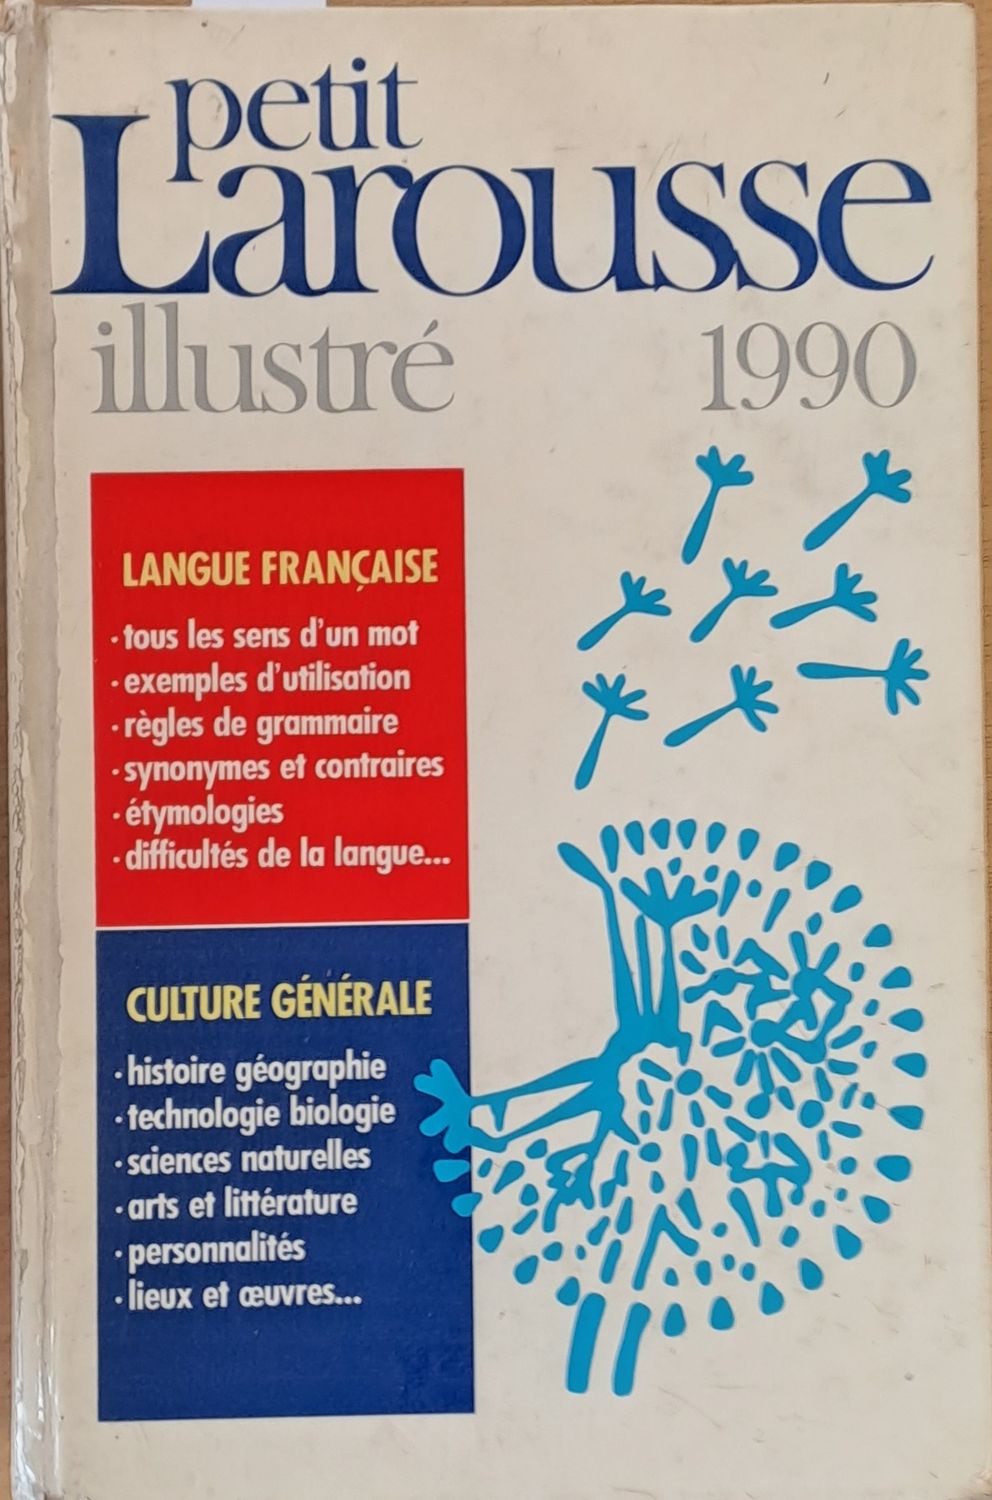 petit
Larousse
illustré 1990
LANGUE FRANÇAISE
· tous les sens d'un mot
· exemples d'utilisation
· règles de grammaire
· synonymes et contraires
· étymologies
· difficultés de la langue...
CULTURE GÉNÉRALE
· histoire géographie
· technologie biologie
· sciences naturelles
· arts et littérature
· personnalités
· lieux et œuvres...